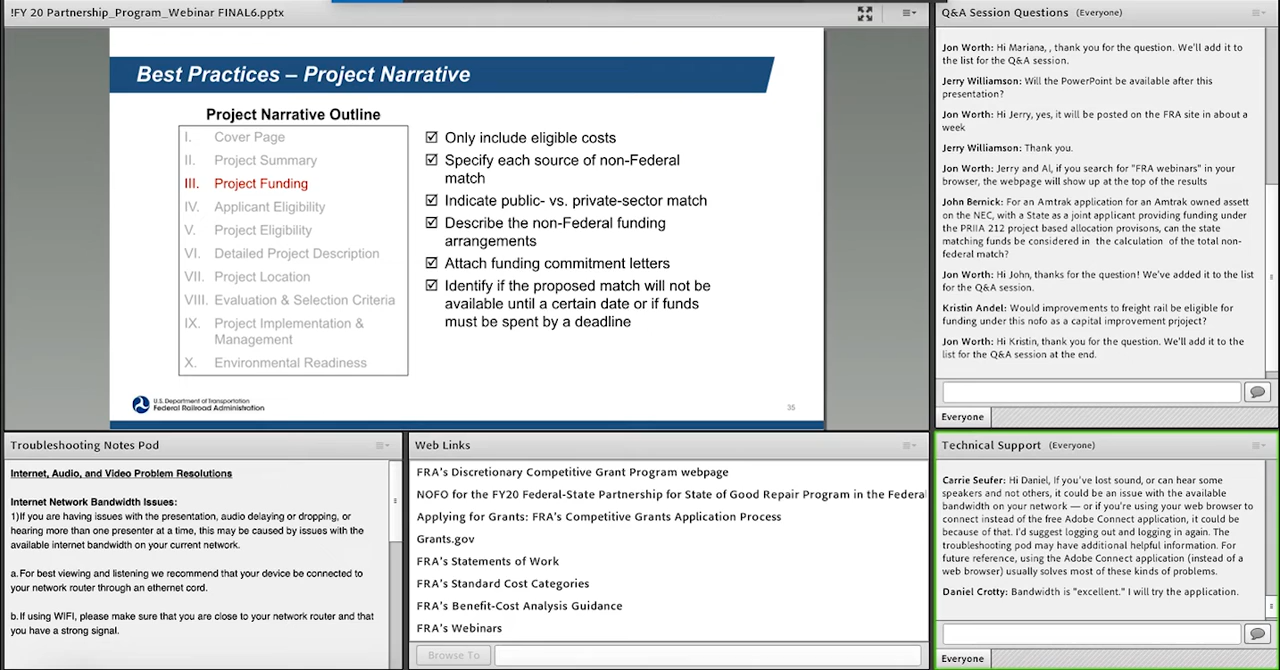 !FY 20 Partnership_Program_Webinar FINAL6.pptx
Best Practices – Project Narrative
Project Narrative Outline
I. Cover Page
II. Project Summary
III. Project Funding
IV. Applicant Eligibility
V. Project Eligibility
VI. Detailed Project Description
VII. Project Location
VIII. Evaluation & Selection Criteria
IX. Project Implementation &
Management
X. Environmental Readiness
☑ Only include eligible costs
☑ Specify each source of non-Federal
match
☑ Indicate public- vs. private-sector match
☑ Describe the non-Federal funding
arrangements
☑ Attach funding commitment letters
☑ Identify if the proposed match will not be
available until a certain date or if funds
must be spent by a deadline
U.S. Department of Transportation
Federal Railroad Administration
35
Q&A Session Questions (Everyone)
Jon Worth: Hi Mariana, , thank you for the question. We'll add it to
the list for the Q&A session.
Jerry Williamson: Will the PowerPoint be available after this
presentation?
Jon Worth: Hi Jerry, yes, it will be posted on the FRA site in about a
week
Jerry Williamson: Thank you.
Jon Worth: Jerry and Al, if you search for "FRA webinars" in your
browser, the webpage will show up at the top of the results
John Bernick: For an Amtrak application for an Amtrak owned assett
on the NEC, with a State as a joint applicant providing funding under
the PRIIA 212 project based allocation provisons, can the state
matching funds be considered in the calculation of the total non-
federal match?
Jon Worth: Hi John, thanks for the question! We've added it to the list
for the Q&A session.
Kristin Andel: Would improvements to freight rail be eligible for
funding under this nofo as a capital improvement pojject?
Jon Worth: Hi Kristin, thank you for the question. We'll add it to the
list for the Q&A session at the end.
Everyone
Troubleshooting Notes Pod
Internet, Audio, and Video Problem Resolutions
Internet Network Bandwidth Issues:
1)If you are having issues with the presentation, audio delaying or dropping, or
hearing more than one presenter at a time, this may be caused by issues with the
available internet bandwidth on your current network.
a.For best viewing and listening we recommend that your device be connected to
your network router through an ethernet cord.
b.If using WIFI, please make sure that you are close to your network router and that
you have a strong signal.
Web Links
FRA's Discretionary Competitive Grant Program webpage
NOFO for the FY20 Federal-State Partnership for State of Good Repair Program in the Federal
Applying for Grants: FRA's Competitive Grants Application Process
Grants.gov
FRA's Statements of Work
FRA's Standard Cost Categories
FRA's Benefit-Cost Analysis Guidance
FRA's Webinars
Browse To
Technical Support (Everyone)
Carrie Seufer: Hi Daniel, If you've lost sound, or can hear some
speakers and not others, it could be an issue with the available
bandwidth on your network — or if you're using your web browser to
connect instead of the free Adobe Connect application, it could be
because of that. I'd suggest logging out and logging in again. The
troubleshooting pod may have additional helpful information. For
future reference, using the Adobe Connect application (instead of a
web browser) usually solves most of these kinds of problems.
Daniel Crotty: Bandwidth is "excellent." I will try the application.
Everyone